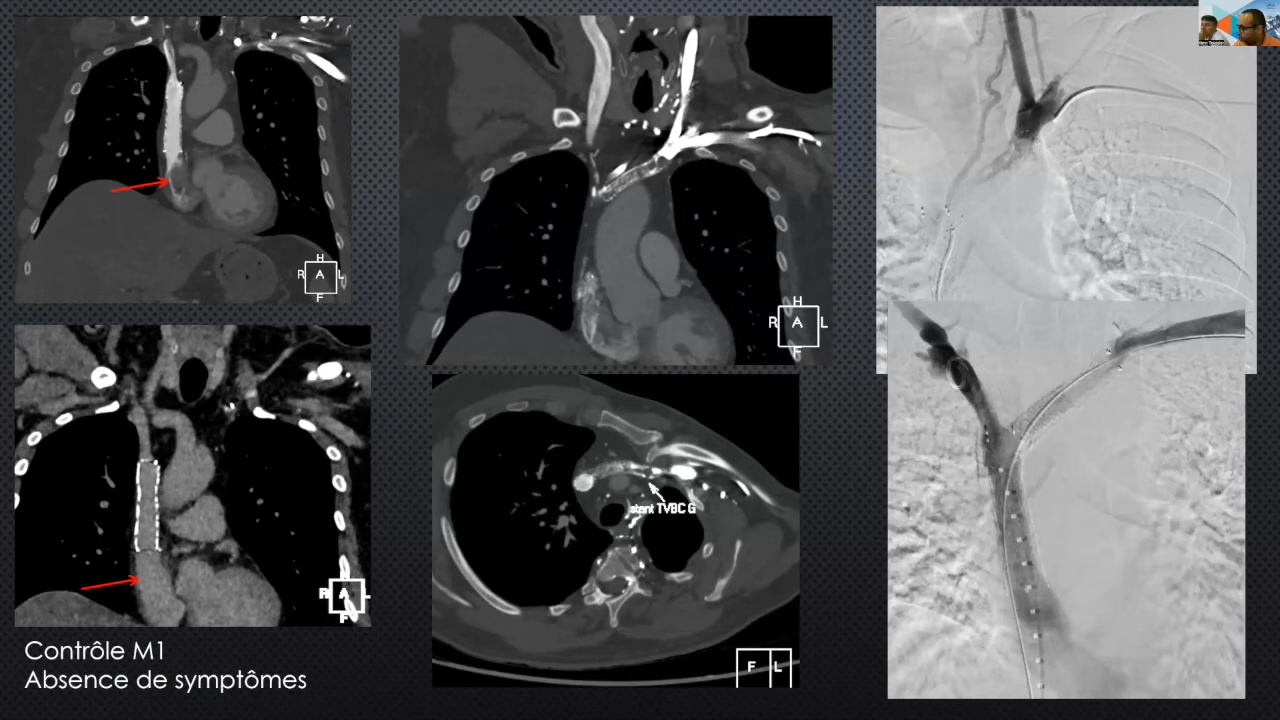 H
R A L
F
H
R A L
F
R A L
F
stent TVBC G
F L
Contrôle M1
Absence de symptômes